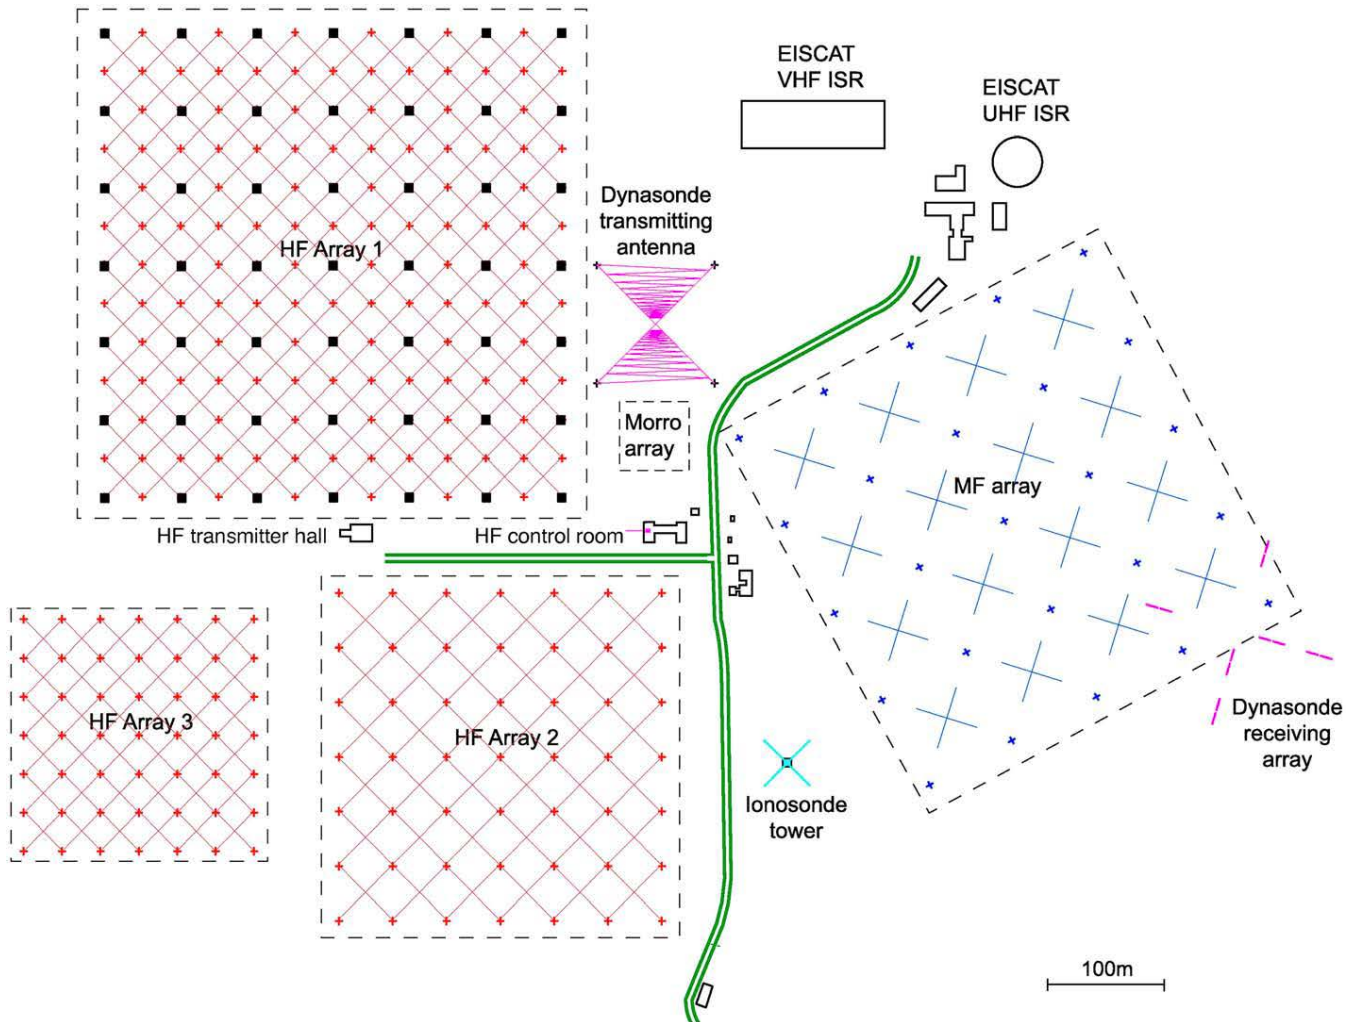 EISCAT
VHF ISR
EISCAT
UHF ISR
Dynasonde
transmitting
antenna
HF Array 1
Morro
array
MF array
HF transmitter hall
HF control room
HF Array 3
HF Array 2
Dynasonde
receiving
array
Ionosonde
tower
100m